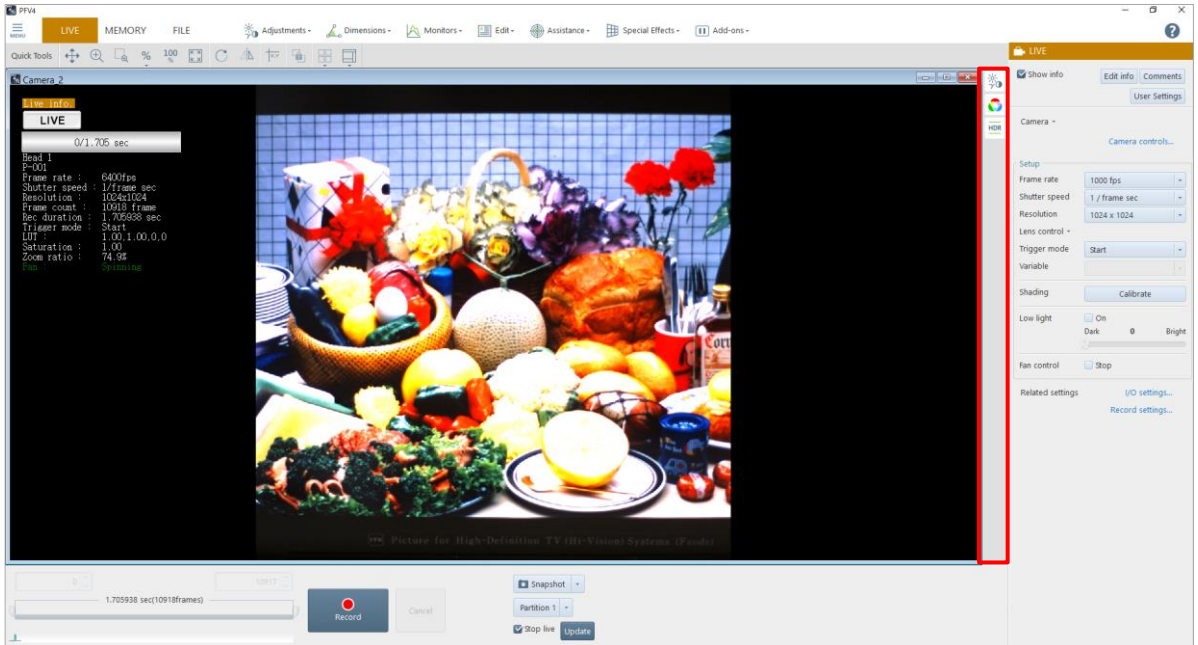 PFV4
MENU
LIVE MEMORY FILE Adjustments Dimensions Monitors Edit Assistance Special Effects Add-ons ?
Quick Tools % 100 %
Camera_2
Live info.
LIVE
0/1.705 sec
Head 1
P-001
Frame rate : 6400fps
Shutter speed : 1/frame sec
Resolution : 1024x1024
Frame count : 10918 frame
Rec duration : 1.705938 sec
Trigger mode : Start
LUT : 1.00,1.00,0,0
Saturation : 1.00
Zoom ratio : 74.9%
Fan : Spinning
Corn
Picture for High-Definition TV (Hi-Vision) Systems (Foods)
HDR
LIVE
Show info Edit info Comments
User Settings
Camera
Camera controls...
Setup
Frame rate 1000 fps
Shutter speed 1 / frame sec
Resolution 1024 x 1024
Lens control
Trigger mode Start
Variable
Shading Calibrate
Low light On
Dark 0 Bright
Fan control Stop
Related settings I/O settings...
Record settings...
0 10917
1.705938 sec(10918frames)
Record Cancel
Snapshot
Partition 1
Stop live Update